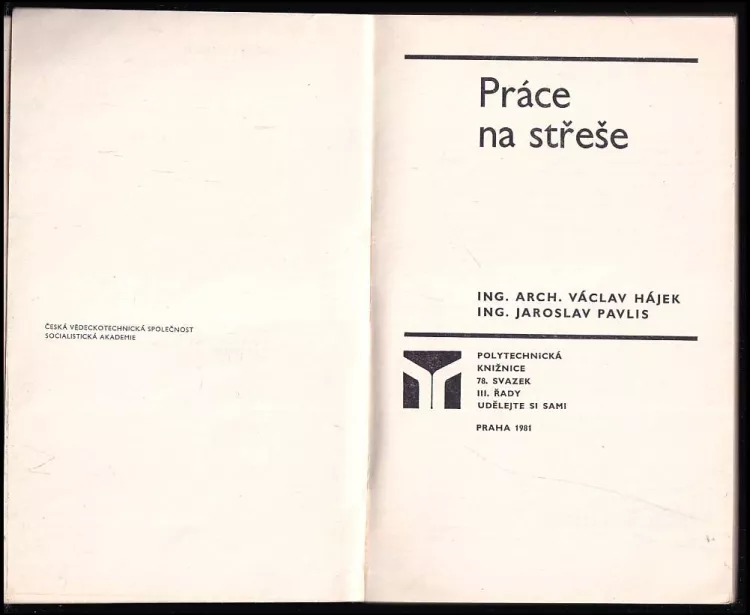 ČESKÁ VĚDECKOTECHNICKÁ SPOLEČNOST
SOCIALISTICKÁ AKADEMIE
Práce
na střeše
ING. ARCH. VÁCLAV HÁJEK
ING. JAROSLAV PAVLIS
POLYTECHNICKÁ
KNIŽNICE
78. SVAZEK
III. ŘADY
UDĚLEJTE SI SAMI
PRAHA 1981